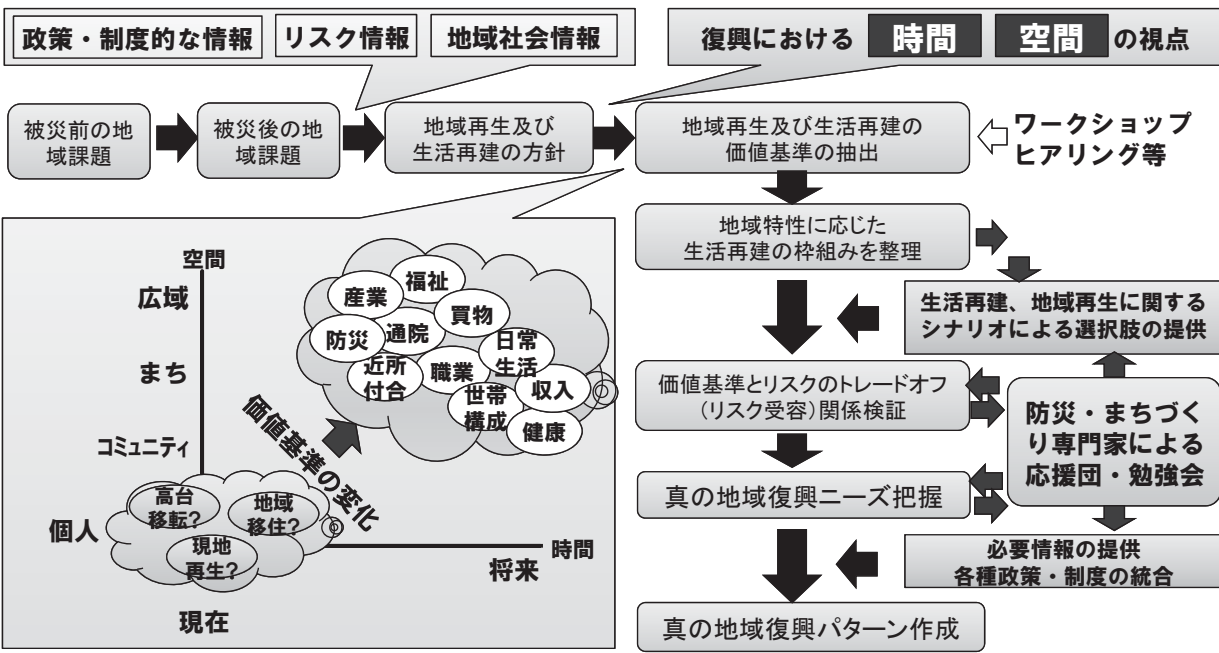 政策・制度的な情報
リスク情報
地域社会情報
復興における 時間 空間 の視点
被災前の地
域課題
被災後の地
域課題
地域再生及び
生活再建の方針
地域再生及び生活再建の
価値基準の抽出
ワークショップ
ヒアリング等
地域特性に応じた
生活再建の枠組みを整理
生活再建、地域再生に関する
シナリオによる選択肢の提供
価値基準とリスクのトレードオフ
(リスク受容)関係検証
防災・まちづく
り専門家による
応援団・勉強会
真の地域復興ニーズ把握
必要情報の提供
各種政策・制度の統合
真の地域復興パターン作成
空間
広域
まち
コミュニティ
個人
現在
将来
時間
価値基準の変化
高台
移転?
地域
移住?
現地
再生?
産業
福祉
買物
防災
通院
日常
生活
近所
付合
職業
収入
世帯
構成
健康